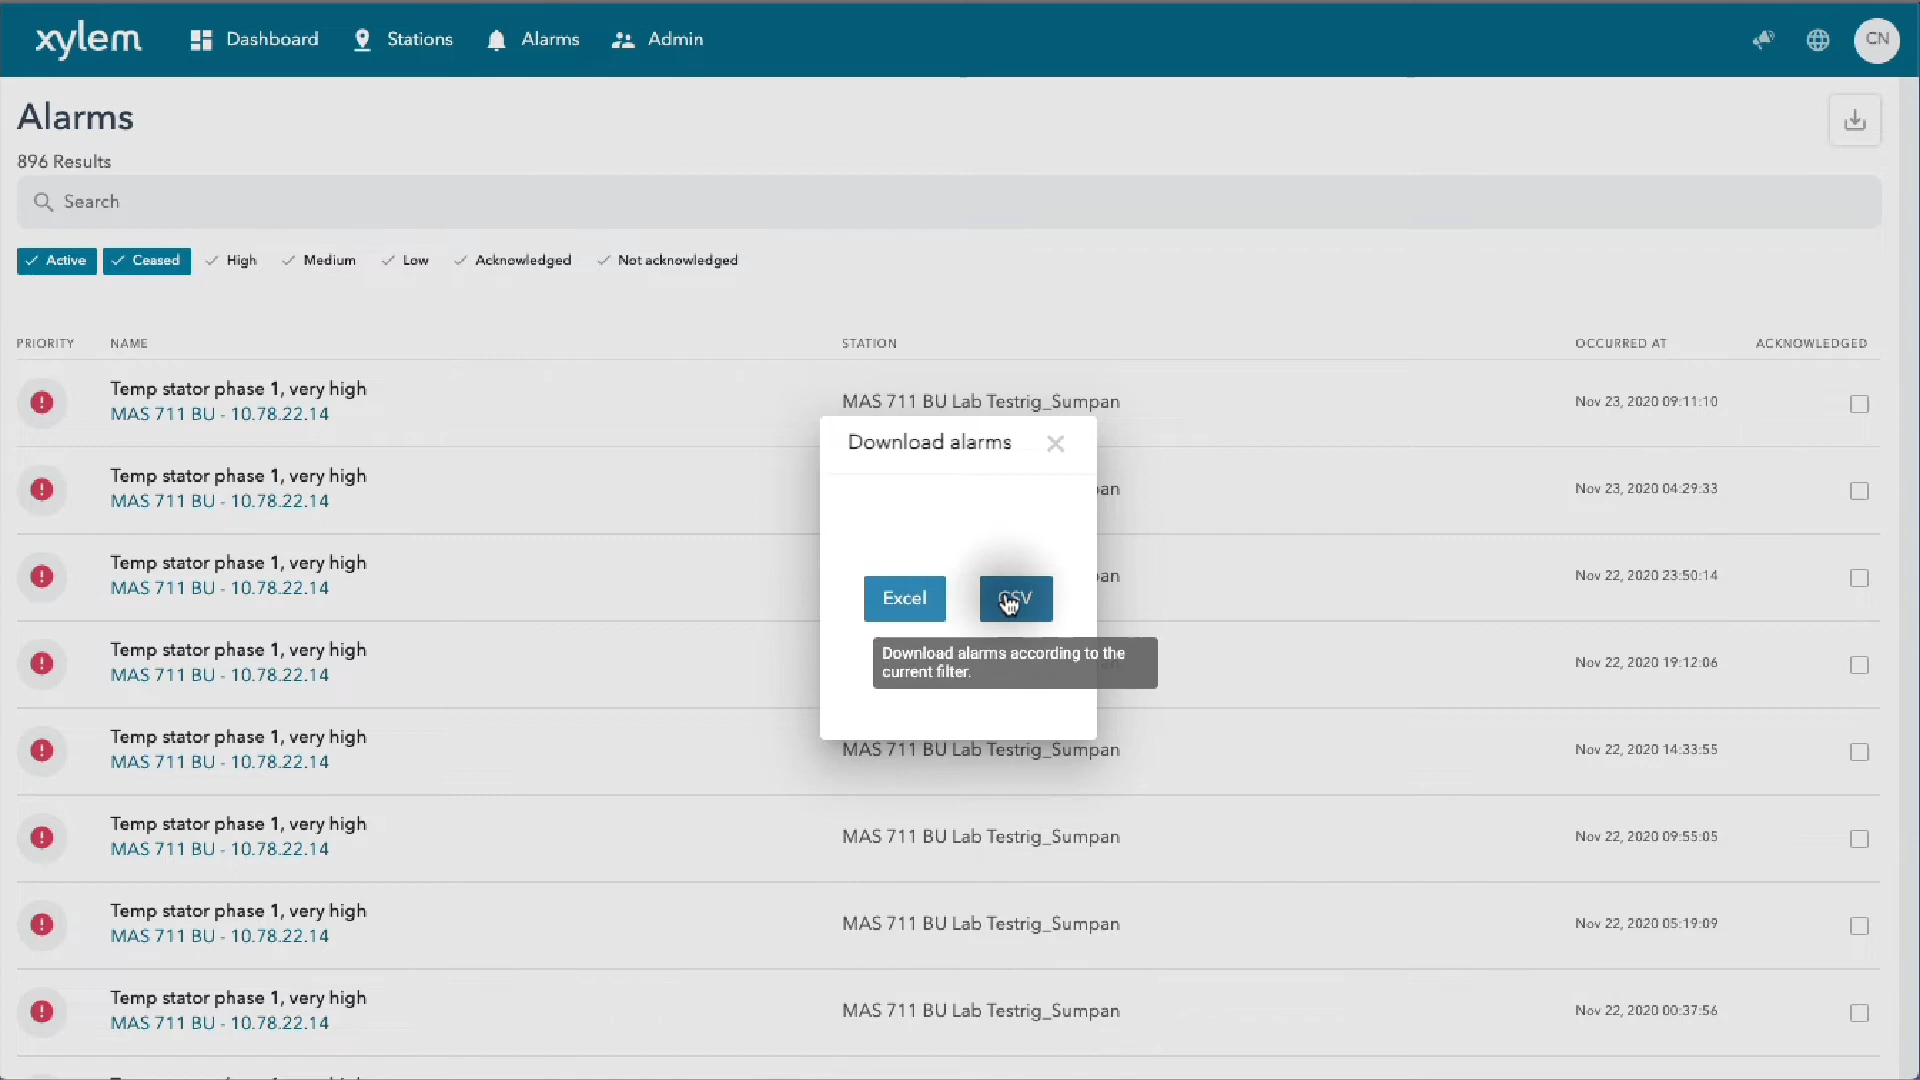 xylem
Dashboard
Stations
Alarms
Admin
CN
Alarms
896 Results
Search
Active
Ceased
High
Medium
Low
Acknowledged
Not acknowledged
PRIORITY NAME STATION OCCURRED AT ACKNOWLEDGED
Temp stator phase 1, very high
MAS 711 BU - 10.78.22.14
MAS 711 BU Lab Testrig_Sumpan
Nov 23, 2020 09:11:10
Download alarms
Temp stator phase 1, very high
MAS 711 BU - 10.78.22.14
Nov 23, 2020 04:29:33
Temp stator phase 1, very high
MAS 711 BU - 10.78.22.14
Nov 22, 2020 23:50:14
Excel
CSV
Download alarms according to the
current filter.
Temp stator phase 1, very high
MAS 711 BU - 10.78.22.14
Nov 22, 2020 19:12:06
Temp stator phase 1, very high
MAS 711 BU - 10.78.22.14
MAS 711 BU Lab Testrig_Sumpan
Nov 22, 2020 14:33:55
Temp stator phase 1, very high
MAS 711 BU - 10.78.22.14
MAS 711 BU Lab Testrig_Sumpan
Nov 22, 2020 09:55:05
Temp stator phase 1, very high
MAS 711 BU - 10.78.22.14
MAS 711 BU Lab Testrig_Sumpan
Nov 22, 2020 05:19:09
Temp stator phase 1, very high
MAS 711 BU - 10.78.22.14
MAS 711 BU Lab Testrig_Sumpan
Nov 22, 2020 00:37:56